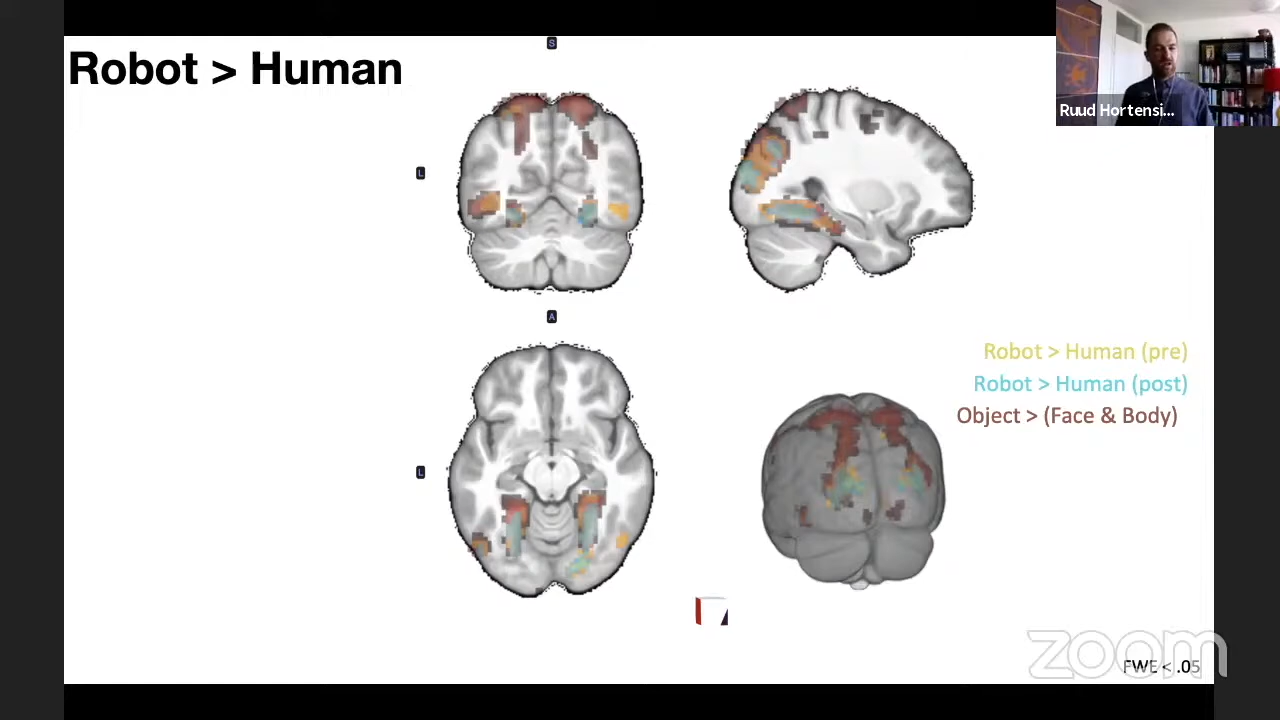 Robot > Human
S
Ruud Hortensi...
L
A
Robot > Human (pre)
Robot > Human (post)
Object > (Face & Body)
L
zoom
FWE < .05